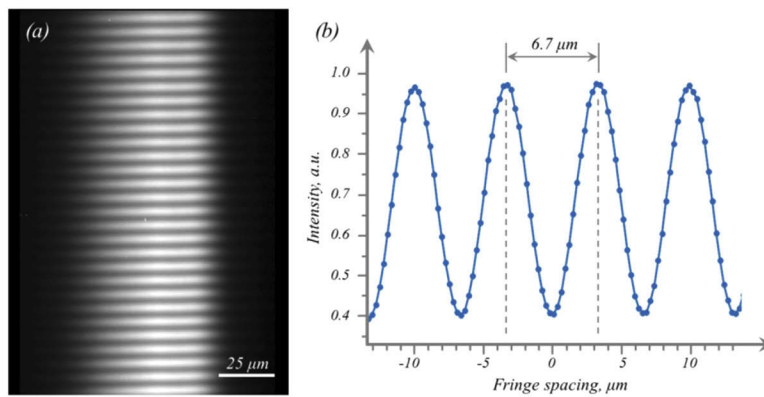 (a)
25 μm
(b)
6.7 μm
1.0
0.9
0.8
0.7
0.6
0.5
0.4
Intensity, a.u.
-10
-5
0
5
10
Fringe spacing, μm